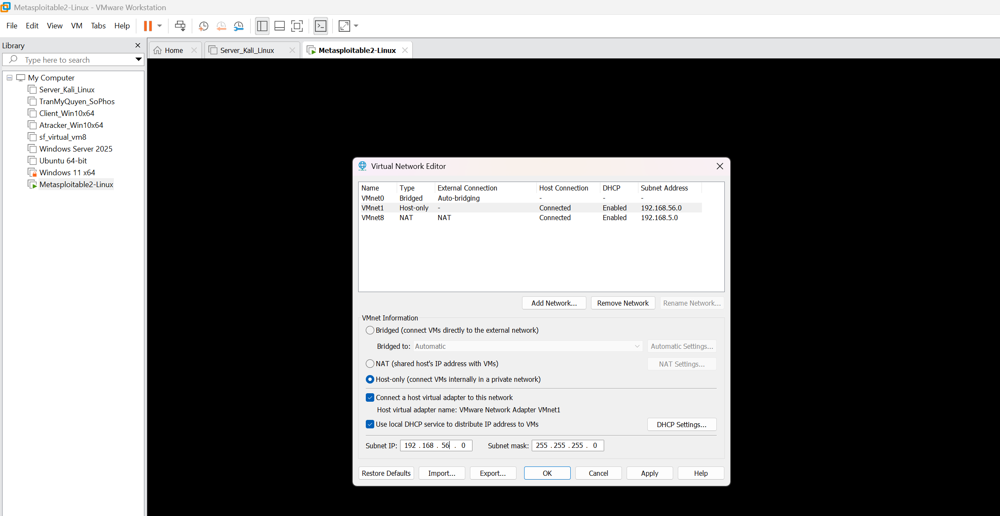 Metasploitable2-Linux - VMware Workstation
File Edit View VM Tabs Help
Library
Type here to search
My Computer
Server_Kali_Linux
TranMyQuyen_SoPhos
Client_Win10x64
Atracker_Win10x64
sf_virtual_vm8
Windows Server 2025
Ubuntu 64-bit
Windows 11 x64
Metasploitable2-Linux
Home Server_Kali_Linux Metasploitable2-Linux
Virtual Network Editor
Name Type External Connection Host Connection DHCP Subnet Address
VMnet0 Bridged Auto-bridging - - -
VMnet1 Host-only - Connected Enabled 192.168.56.0
VMnet8 NAT NAT Connected Enabled 192.168.5.0
Add Network... Remove Network Rename Network...
VMnet Information
Bridged (connect VMs directly to the external network)
Bridged to: Automatic Automatic Settings...
NAT (shared host's IP address with VMs) NAT Settings...
Host-only (connect VMs internally in a private network)
Connect a host virtual adapter to this network
Host virtual adapter name: VMware Network Adapter VMnet1
Use local DHCP service to distribute IP address to VMs DHCP Settings...
Subnet IP: 192 . 168 . 56 . 0 Subnet mask: 255 . 255 . 255 . 0
Restore Defaults Import... Export... OK Cancel Apply Help